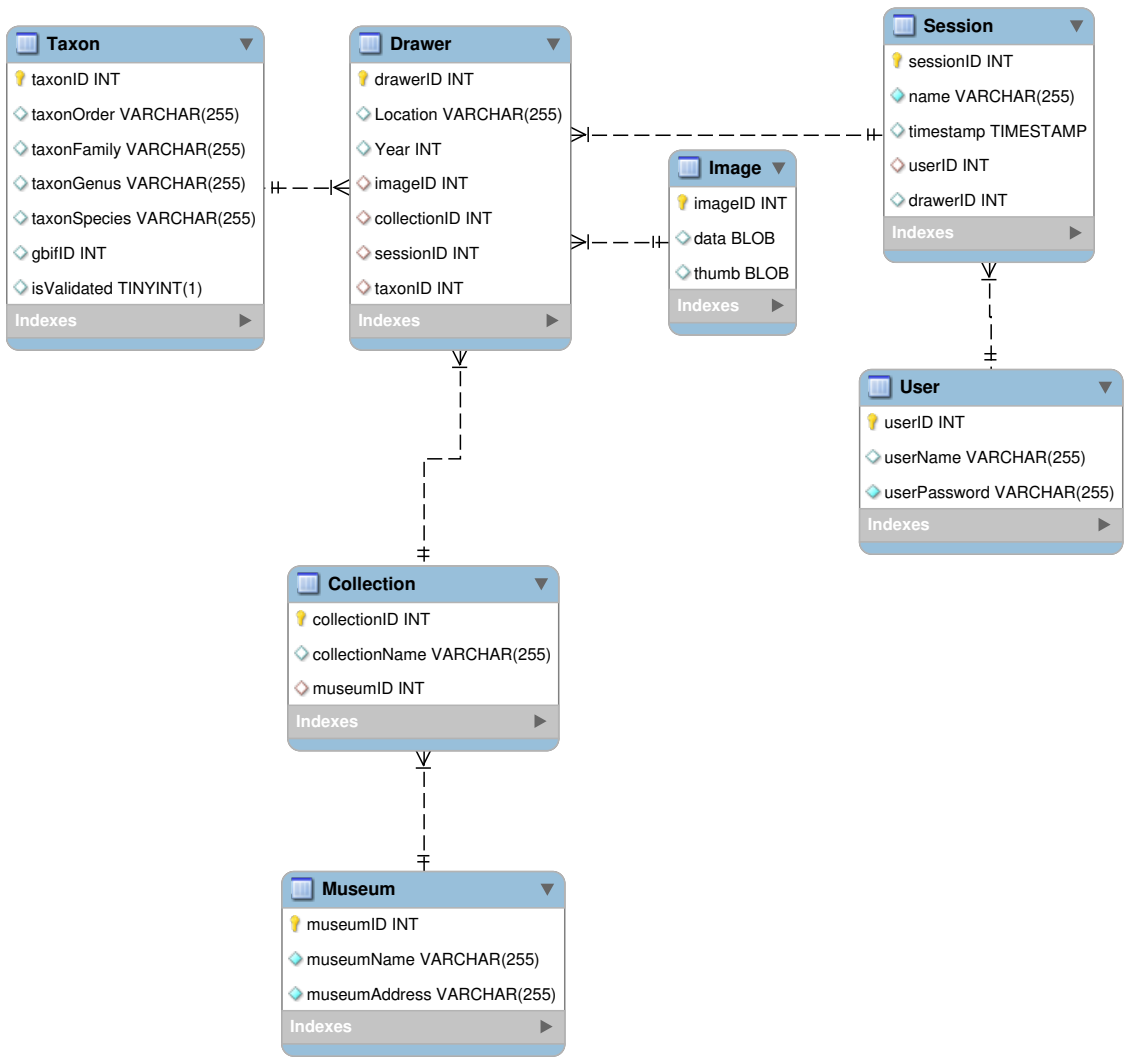 Taxon
taxonID INT
taxonOrder VARCHAR(255)
taxonFamily VARCHAR(255)
taxonGenus VARCHAR(255)
taxonSpecies VARCHAR(255)
gbifID INT
isValidated TINYINT(1)
Indexes
Drawer
drawerID INT
Location VARCHAR(255)
Year INT
imageID INT
collectionID INT
sessionID INT
taxonID INT
Indexes
Image
imageID INT
data BLOB
thumb BLOB
Indexes
Session
sessionID INT
name VARCHAR(255)
timestamp TIMESTAMP
userID INT
drawerID INT
Indexes
User
userID INT
userName VARCHAR(255)
userPassword VARCHAR(255)
Indexes
Collection
collectionID INT
collectionName VARCHAR(255)
museumID INT
Indexes
Museum
museumID INT
museumName VARCHAR(255)
museumAddress VARCHAR(255)
Indexes